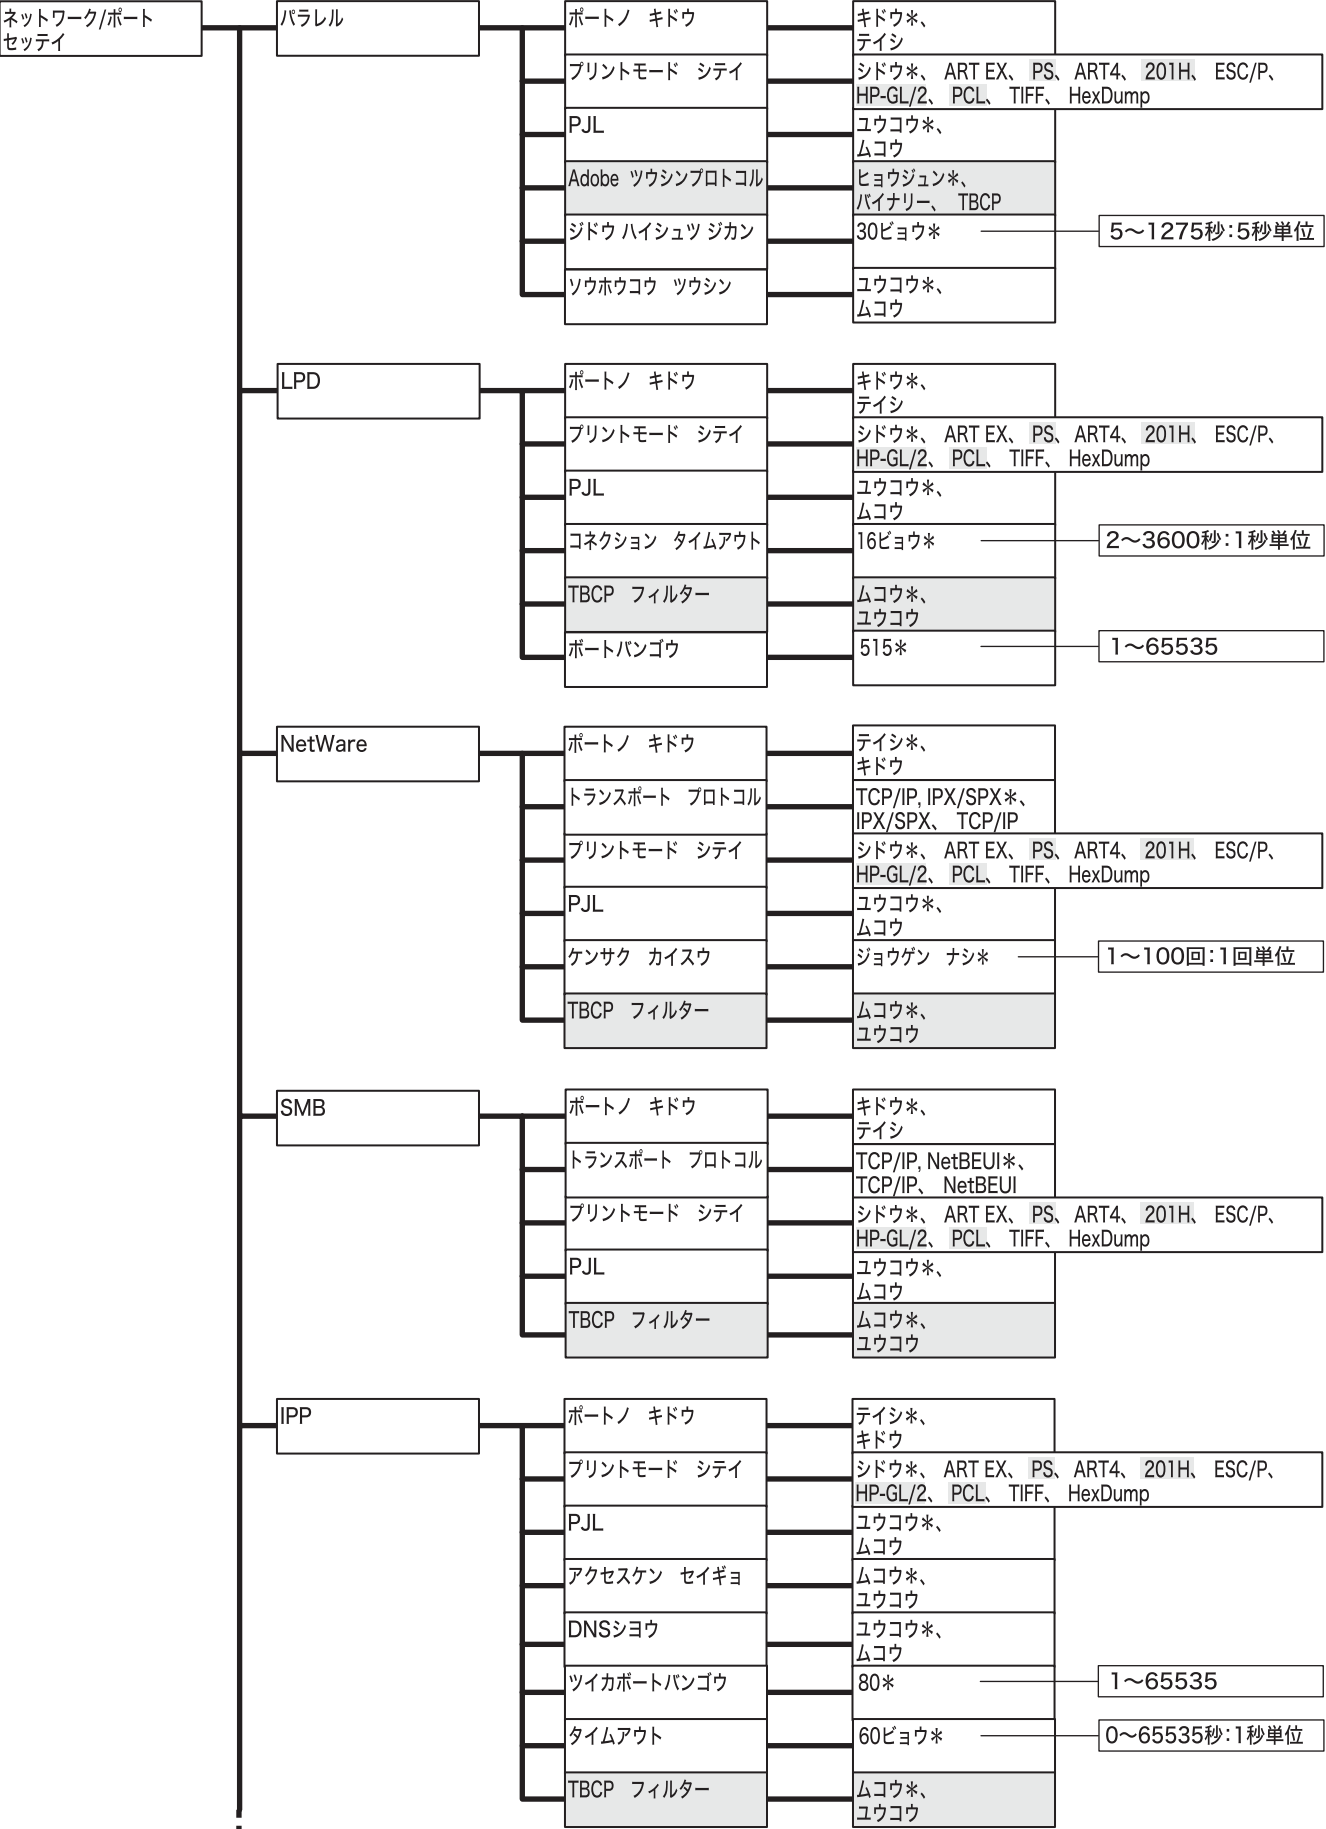 ネットワーク/ポート
セッテイ
パラレル
ポートノ　キドウ
キドウ＊、
テイシ
プリントモード　シテイ
シドウ＊、 ART EX、 PS、ART4、 201H、 ESC/P、
HP-GL/2、 PCL、 TIFF、 HexDump
PJL
ユウコウ＊、
ムコウ
Adobe ツウシンプロトコル
ヒョウジュン＊、
バイナリー、 TBCP
ジドウ ハイシュツ ジカン
30ビョウ＊
5〜1275秒：5秒単位
ソウホウコウ　ツウシン
ユウコウ＊、
ムコウ
LPD
ポートノ　キドウ
キドウ＊、
テイシ
プリントモード　シテイ
シドウ＊、 ART EX、 PS、ART4、 201H、 ESC/P、
HP-GL/2、 PCL、 TIFF、 HexDump
PJL
ユウコウ＊、
ムコウ
コネクション　タイムアウト
16ビョウ＊
2〜3600秒：1秒単位
TBCP　フィルター
ムコウ＊、
ユウコウ
ポートバンゴウ
515＊
1〜65535
NetWare
ポートノ　キドウ
テイシ＊、
キドウ
トランスポート　プロトコル
TCP/IP, IPX/SPX＊、
IPX/SPX、 TCP/IP
プリントモード　シテイ
シドウ＊、 ART EX、 PS、ART4、 201H、 ESC/P、
HP-GL/2、 PCL、 TIFF、 HexDump
PJL
ユウコウ＊、
ムコウ
ケンサク　カイスウ
ジョウゲン　ナシ＊
1〜100回：1回単位
TBCP　フィルター
ムコウ＊、
ユウコウ
SMB
ポートノ　キドウ
キドウ＊、
テイシ
トランスポート　プロトコル
TCP/IP, NetBEUI＊、
TCP/IP、 NetBEUI
プリントモード　シテイ
シドウ＊、 ART EX、 PS、ART4、 201H、 ESC/P、
HP-GL/2、 PCL、 TIFF、 HexDump
PJL
ユウコウ＊、
ムコウ
TBCP　フィルター
ムコウ＊、
ユウコウ
IPP
ポートノ　キドウ
テイシ＊、
キドウ
プリントモード　シテイ
シドウ＊、 ART EX、 PS、ART4、 201H、 ESC/P、
HP-GL/2、 PCL、 TIFF、 HexDump
PJL
ユウコウ＊、
ムコウ
アクセスケン　セイギョ
ムコウ＊、
ユウコウ
DNSシヨウ
ユウコウ＊、
ムコウ
ツイカポートバンゴウ
80＊
1〜65535
タイムアウト
60ビョウ＊
0〜65535秒：1秒単位
TBCP　フィルター
ムコウ＊、
ユウコウ